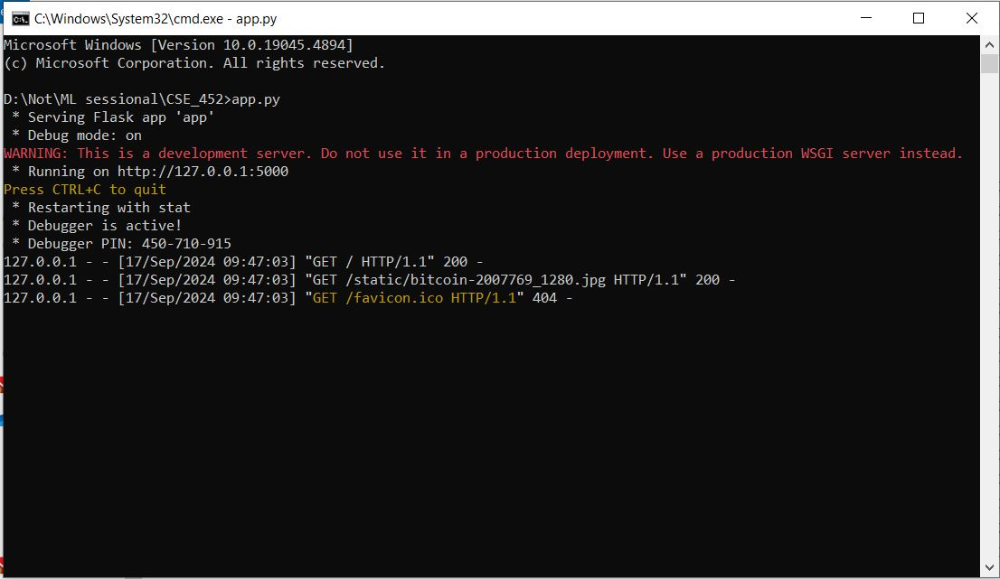 C:\Windows\System32\cmd.exe - app.py
Microsoft Windows [Version 10.0.19045.4894]
(c) Microsoft Corporation. All rights reserved.
D:\Not\ML sessional\CSE_452>app.py
 * Serving Flask app 'app'
 * Debug mode: on
WARNING: This is a development server. Do not use it in a production deployment. Use a production WSGI server instead.
 * Running on http://127.0.0.1:5000
Press CTRL+C to quit
 * Restarting with stat
 * Debugger is active!
 * Debugger PIN: 450-710-915
127.0.0.1 - - [17/Sep/2024 09:47:03] "GET / HTTP/1.1" 200 -
127.0.0.1 - - [17/Sep/2024 09:47:03] "GET /static/bitcoin-2007769_1280.jpg HTTP/1.1" 200 -
127.0.0.1 - - [17/Sep/2024 09:47:03] "GET /favicon.ico HTTP/1.1" 404 -